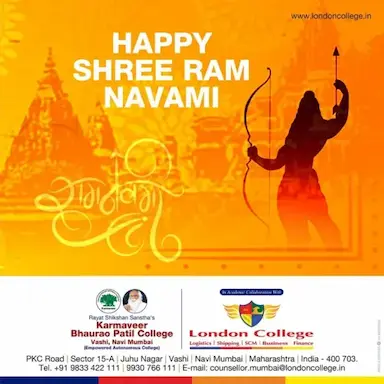 www.londoncollege.in
HAPPY
SHREE RAM
NAVAMI
Rayat Shikshan Sanstha's
Karmaveer
Bhaurao Patil College
Vashi, Navi Mumbai
(Empowered Autonomous College)
In Academic Collaboration With
London College
Logistics | Shipping | SCM | Business Finance
PKC Road | Sector 15-A | Juhu Nagar | Vashi | Navi Mumbai | Maharashtra | India - 400 703.
Tel. +91 9833 422 111 | 9930 766 111 | E-mail: counsellor.mumbai@londoncollege.in